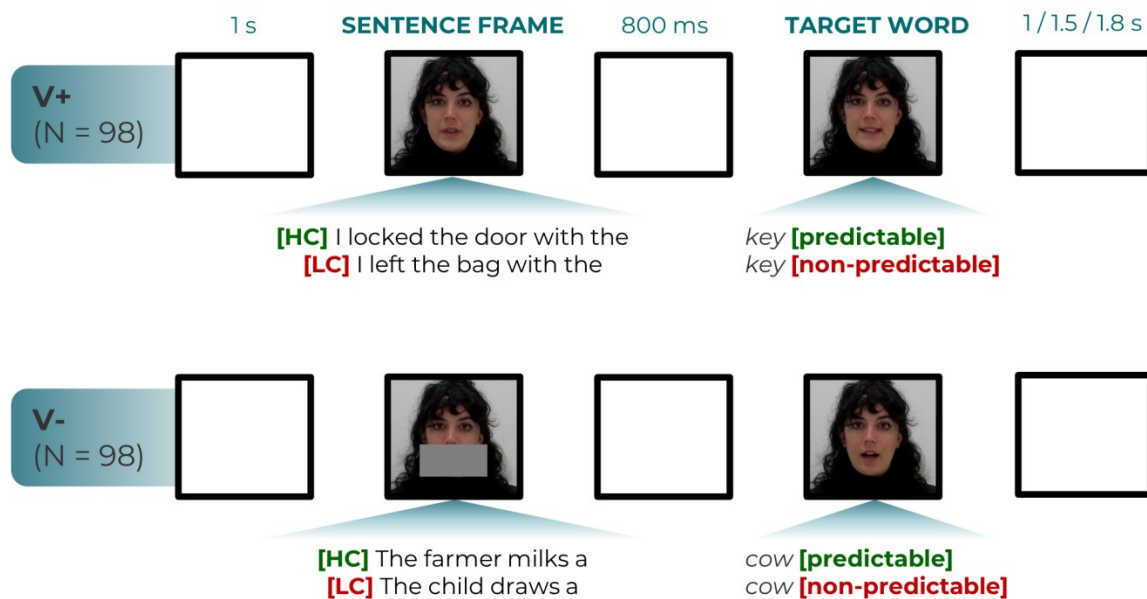 1 s SENTENCE FRAME 800 ms TARGET WORD 1 / 1.5 / 1.8 s
V+
(N = 98)
[HC] I locked the door with the key [predictable]
[LC] I left the bag with the key [non-predictable]
V-
(N = 98)
[HC] The farmer milks a cow [predictable]
[LC] The child draws a cow [non-predictable]